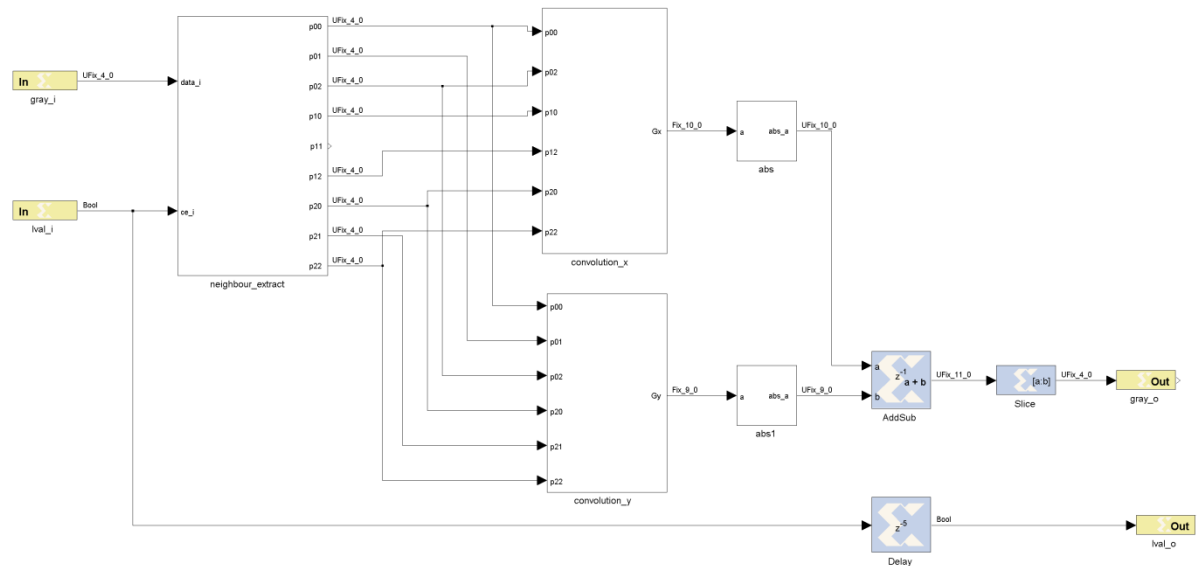 In
gray_i
UFix_4_0
In
lval_i
Bool
data_i
ce_i
p00
p01
p02
p10
p11
p12
p20
p21
p22
neighbour_extract
UFix_4_0
UFix_4_0
UFix_4_0
UFix_4_0
UFix_4_0
UFix_4_0
UFix_4_0
UFix_4_0
p00
p02
p10
p12
p20
p22
Gx
convolution_x
Fix_10_0
a
abs_a
abs
UFix_10_0
p00
p01
p02
p20
p21
p22
Gy
convolution_y
Fix_9_0
a
abs_a
abs1
UFix_9_0
a
b
z-1
a + b
AddSub
UFix_11_0
[a:b]
Slice
UFix_4_0
Out
gray_o
z-5
Delay
Bool
Out
lval_o